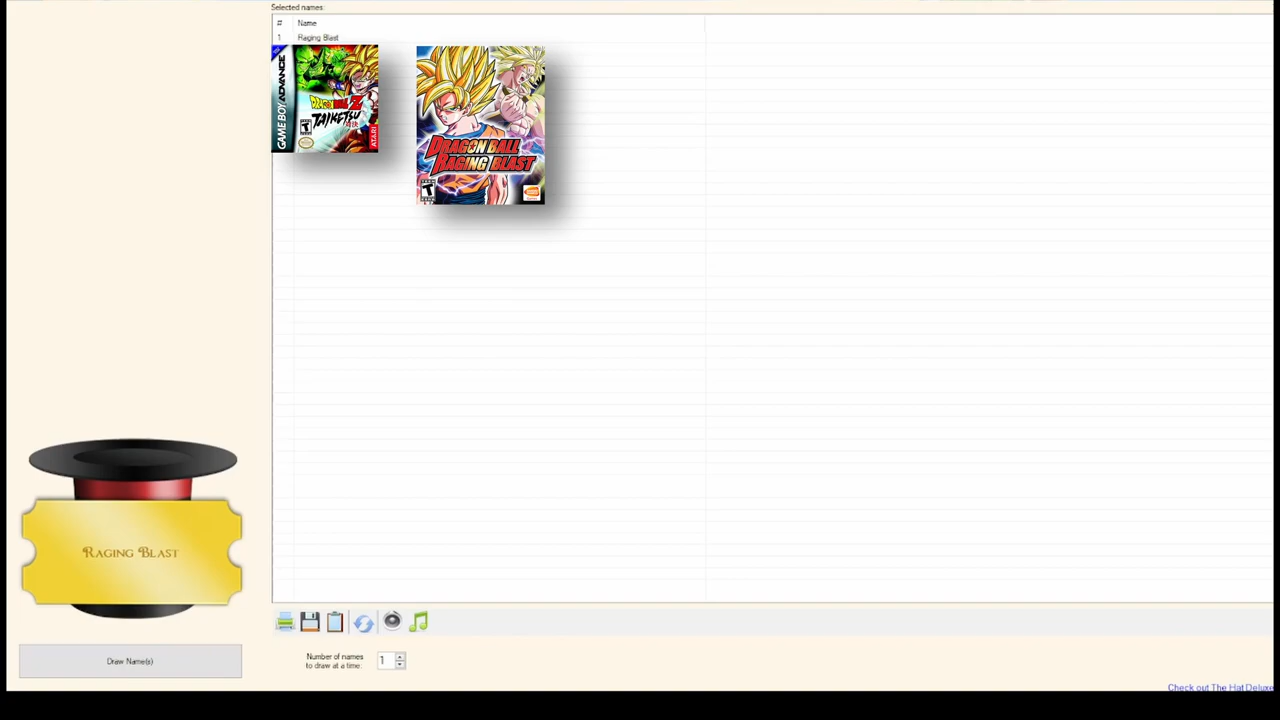 Selected names:
# Name
1 Raging Blast
GAME BOY ADVANCE
DRAGON BALL Z
TAIKETSU
T
ATARI
DRAGON BALL
RAGING BLAST
T
RAGING BLAST
Draw Name(s)
Number of names
to draw at a time:
1
Check out The Hat Deluxe